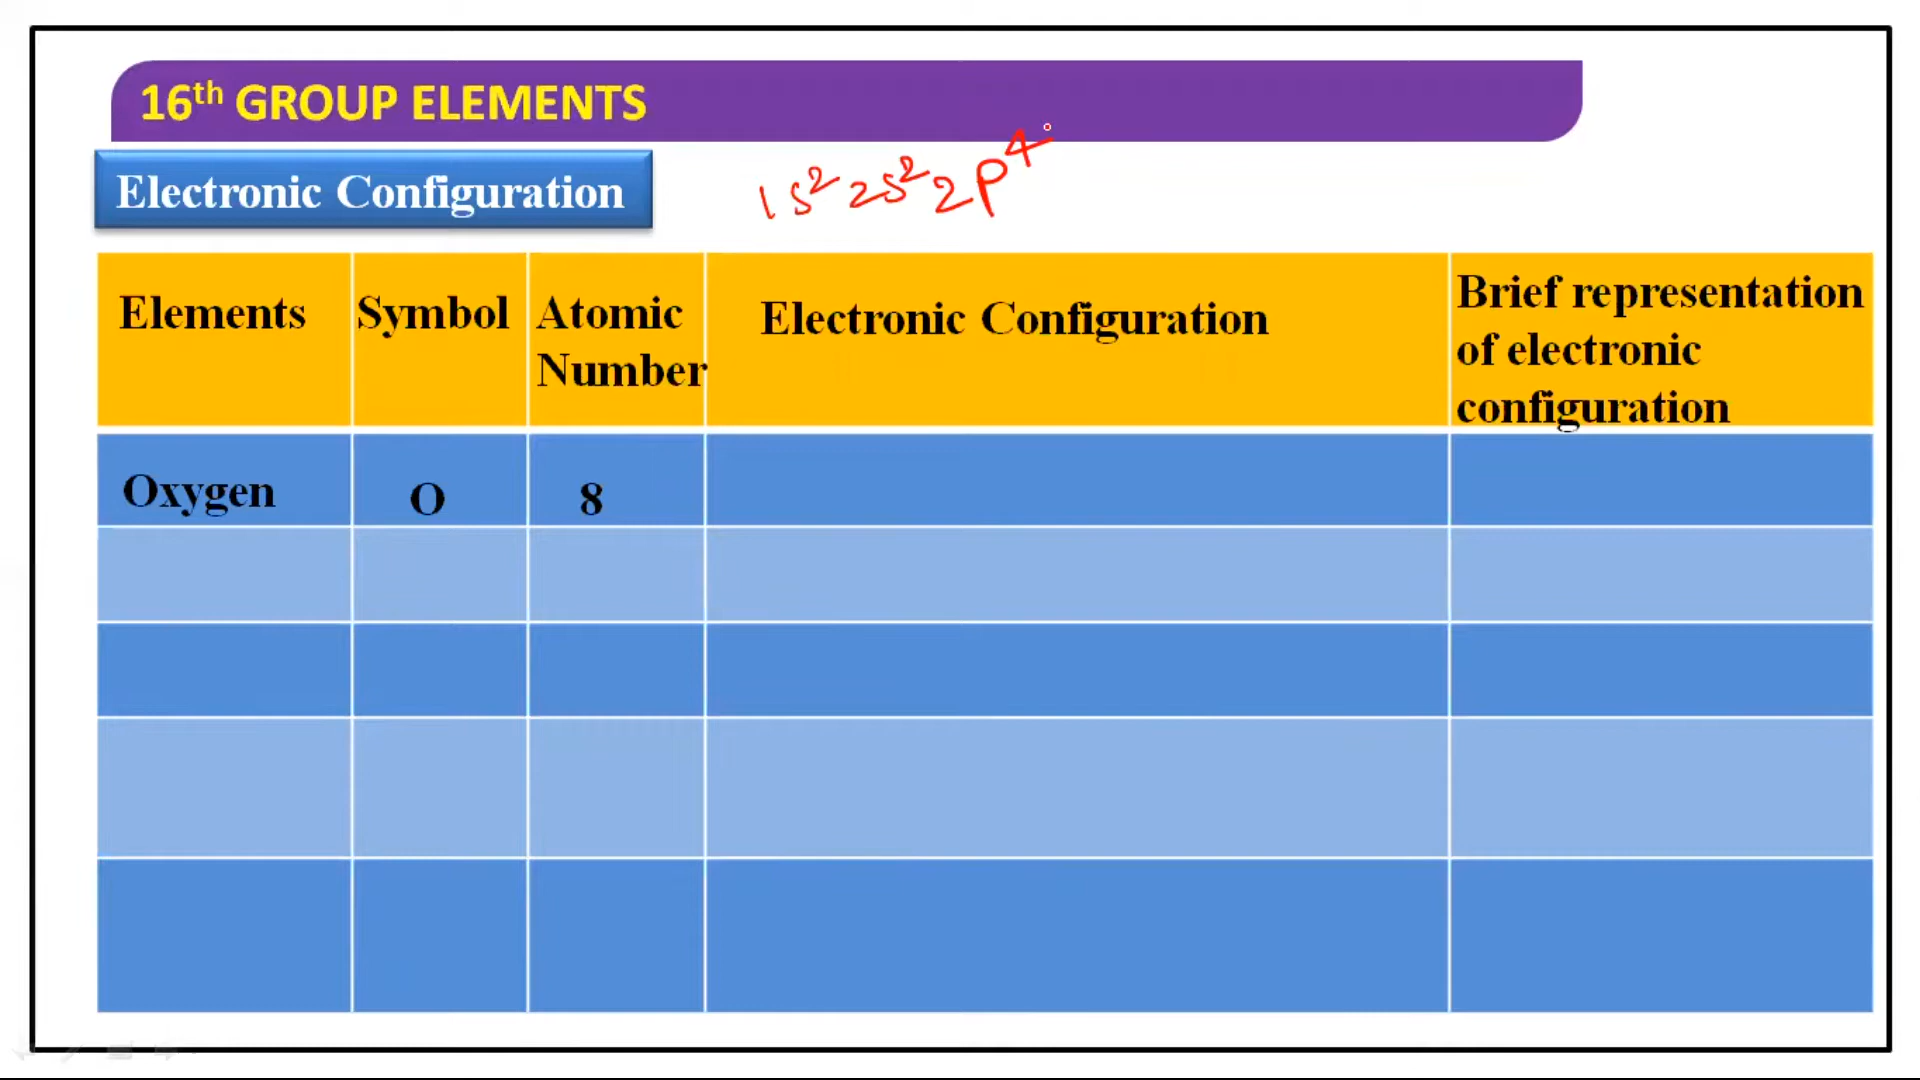 16th GROUP ELEMENTS
Electronic Configuration
1s² 2s² 2p⁴
Elements
Symbol
Atomic
Number
Electronic Configuration
Brief representation
of electronic
configuration
Oxygen
O
8